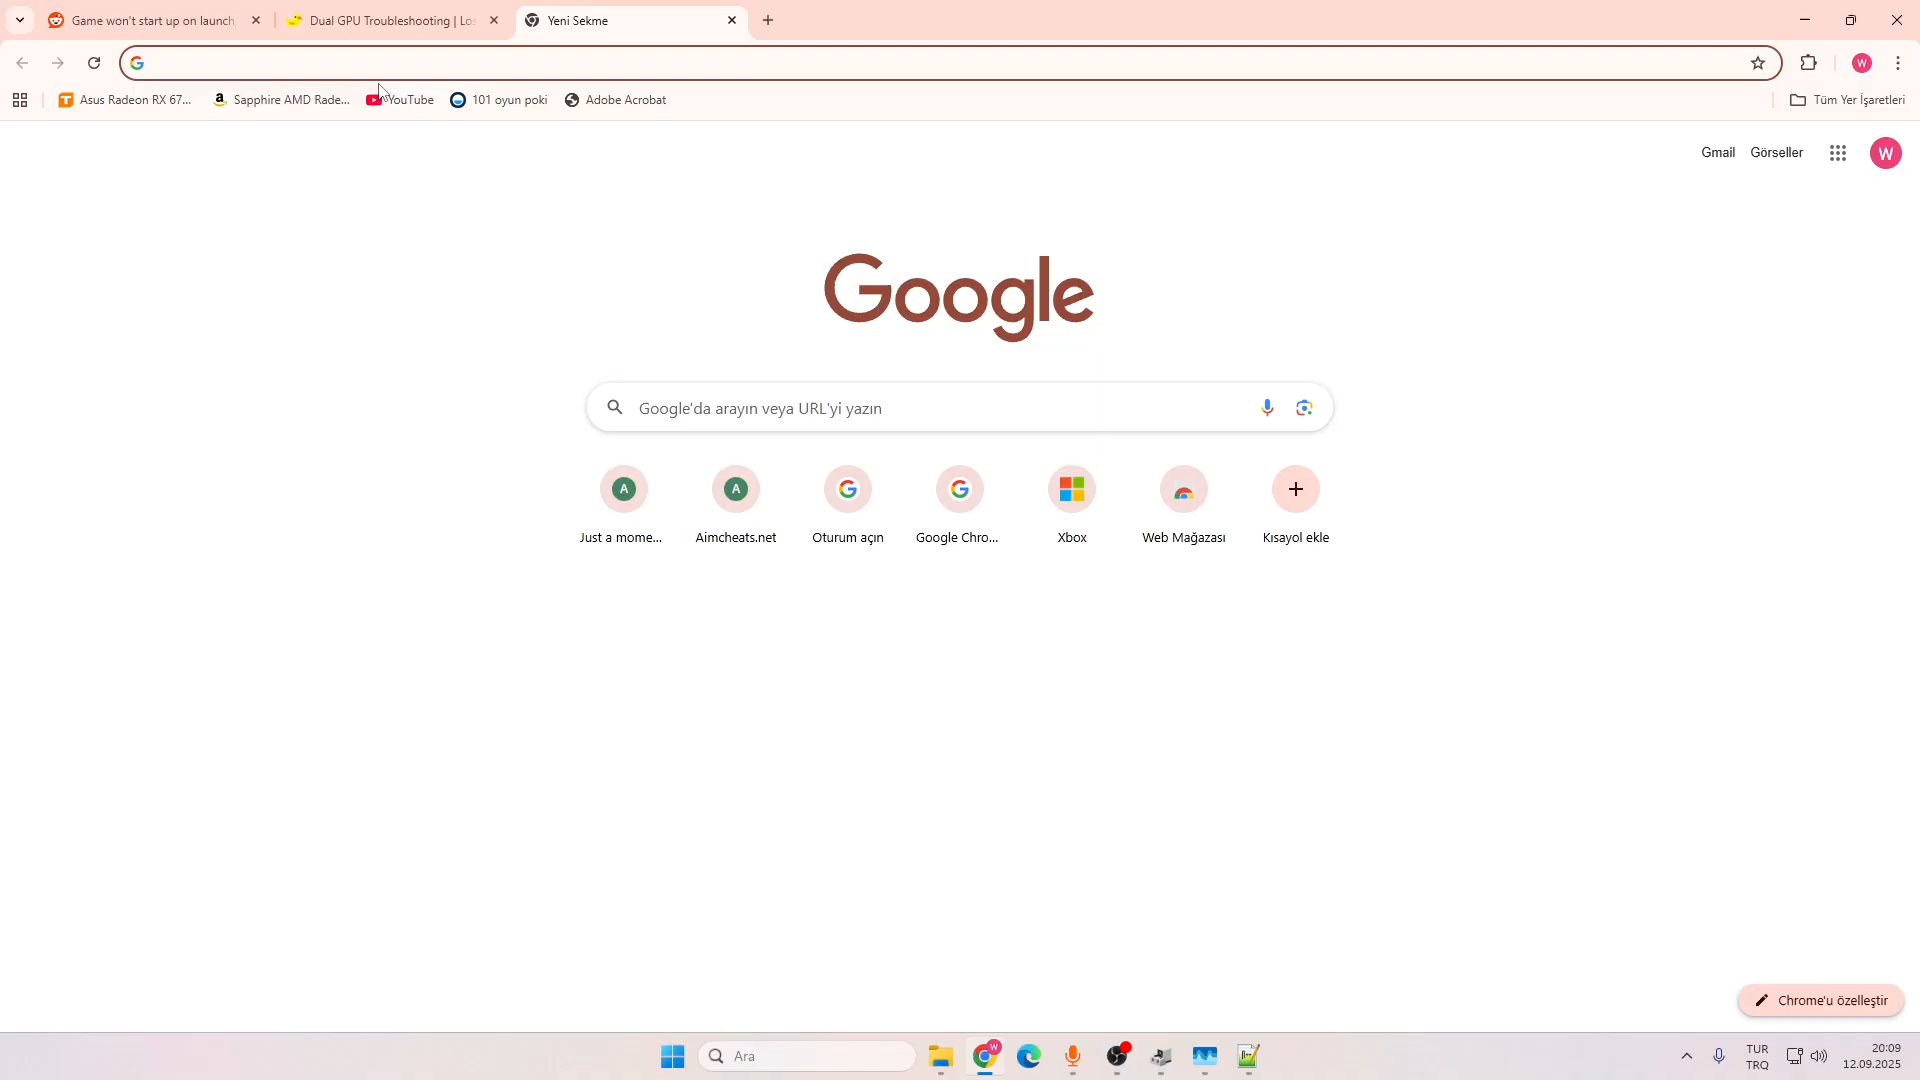 Game won't start up on launch
Dual GPU Troubleshooting | Los
Yeni Sekme
W
Asus Radeon RX 67...
Sapphire AMD Rade...
YouTube
101 oyun poki
Adobe Acrobat
Tüm Yer İşaretleri
Gmail
Görseller
W
Google
Google'da arayın veya URL'yi yazın
A
A
Just a mome...
Aimcheats.net
Oturum açın
Google Chro...
Xbox
Web Mağazası
Kısayol ekle
Chrome'u özelleştir
Ara
W
TUR
TRQ
20:09
12.09.2025